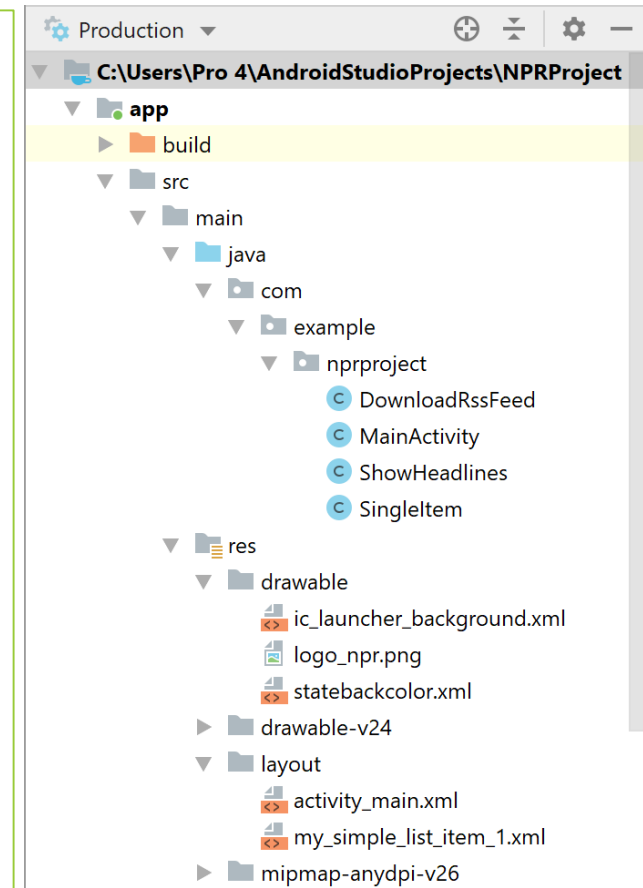 Production
C:\Users\Pro 4\AndroidStudioProjects\NPRProject
app
build
src
main
java
com
example
nprproject
C DownloadRssFeed
C MainActivity
C ShowHeadlines
C SingleItem
res
drawable
ic_launcher_background.xml
logo_npr.png
statebackcolor.xml
drawable-v24
layout
activity_main.xml
my_simple_list_item_1.xml
mipmap-anydpi-v26